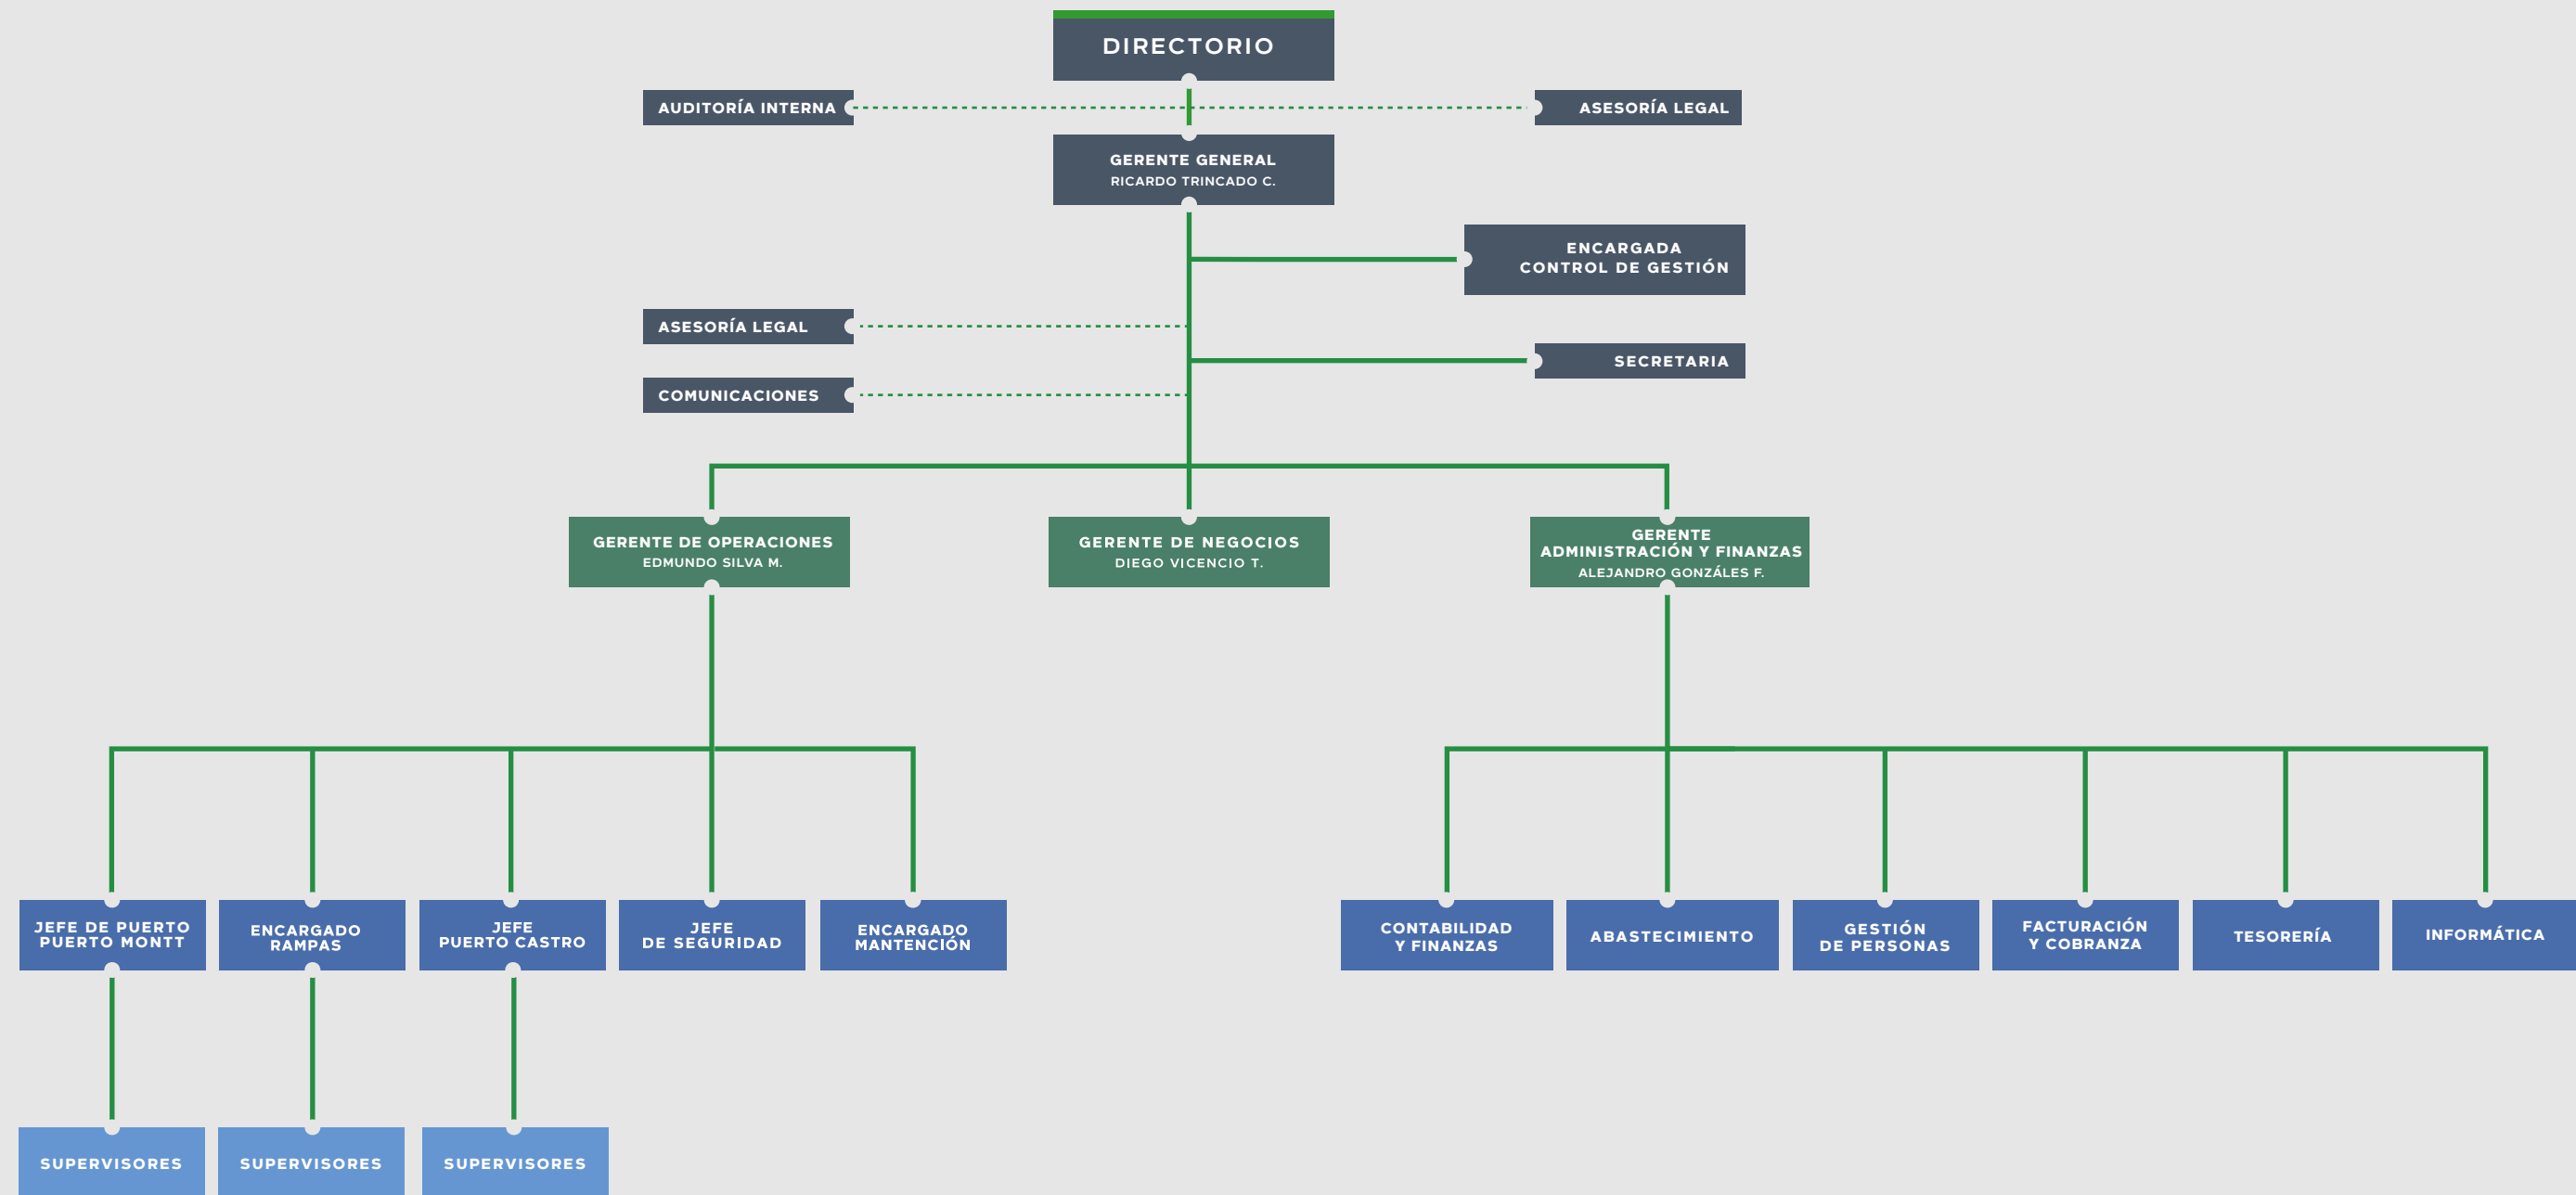 DIRECTORIO
AUDITORÍA INTERNA
ASESORÍA LEGAL
GERENTE GENERAL
RICARDO TRINCADO C.
ENCARGADA
CONTROL DE GESTIÓN
ASESORÍA LEGAL
SECRETARIA
COMUNICACIONES
GERENTE DE OPERACIONES
EDMUNDO SILVA M.
GERENTE DE NEGOCIOS
DIEGO VICENCIO T.
GERENTE
ADMINISTRACIÓN Y FINANZAS
ALEJANDRO GONZÁLES F.
JEFE DE PUERTO
PUERTO MONTT
ENCARGADO
RAMPAS
JEFE
PUERTO CASTRO
JEFE
DE SEGURIDAD
ENCARGADO
MANTENCIÓN
CONTABILIDAD
Y FINANZAS
ABASTECIMIENTO
GESTIÓN
DE PERSONAS
FACTURACIÓN
Y COBRANZA
TESORERÍA
INFORMÁTICA
SUPERVISORES
SUPERVISORES
SUPERVISORES